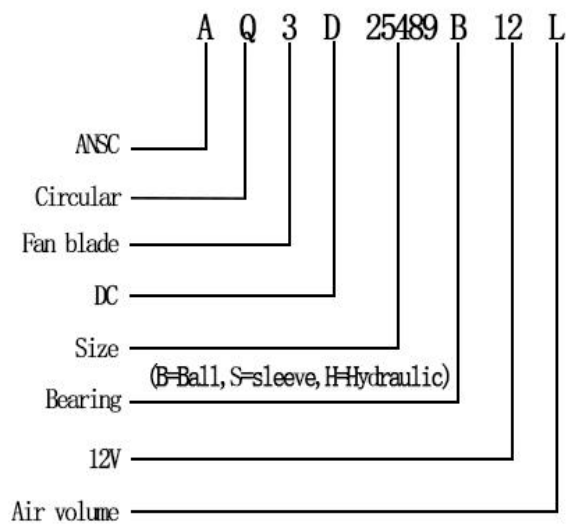 A Q 3 D 25489 B 12 L
ANSC
Circular
Fan blade
DC
Size
(B=Ball, S=sleeve, H=Hydraulic)
Bearing
12V
Air volume